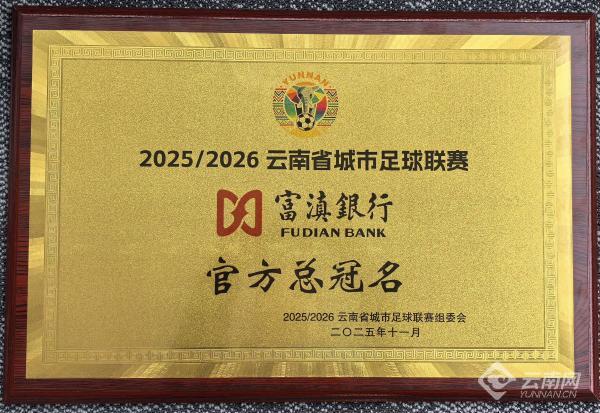 YUNNAN
2025/2026 云南省城市足球联赛
富滇銀行
FUDIAN BANK
官方总冠名
2025/2026 云南省城市足球联赛组委会
二〇二五年十一月
云南网
YUNNAN.CN